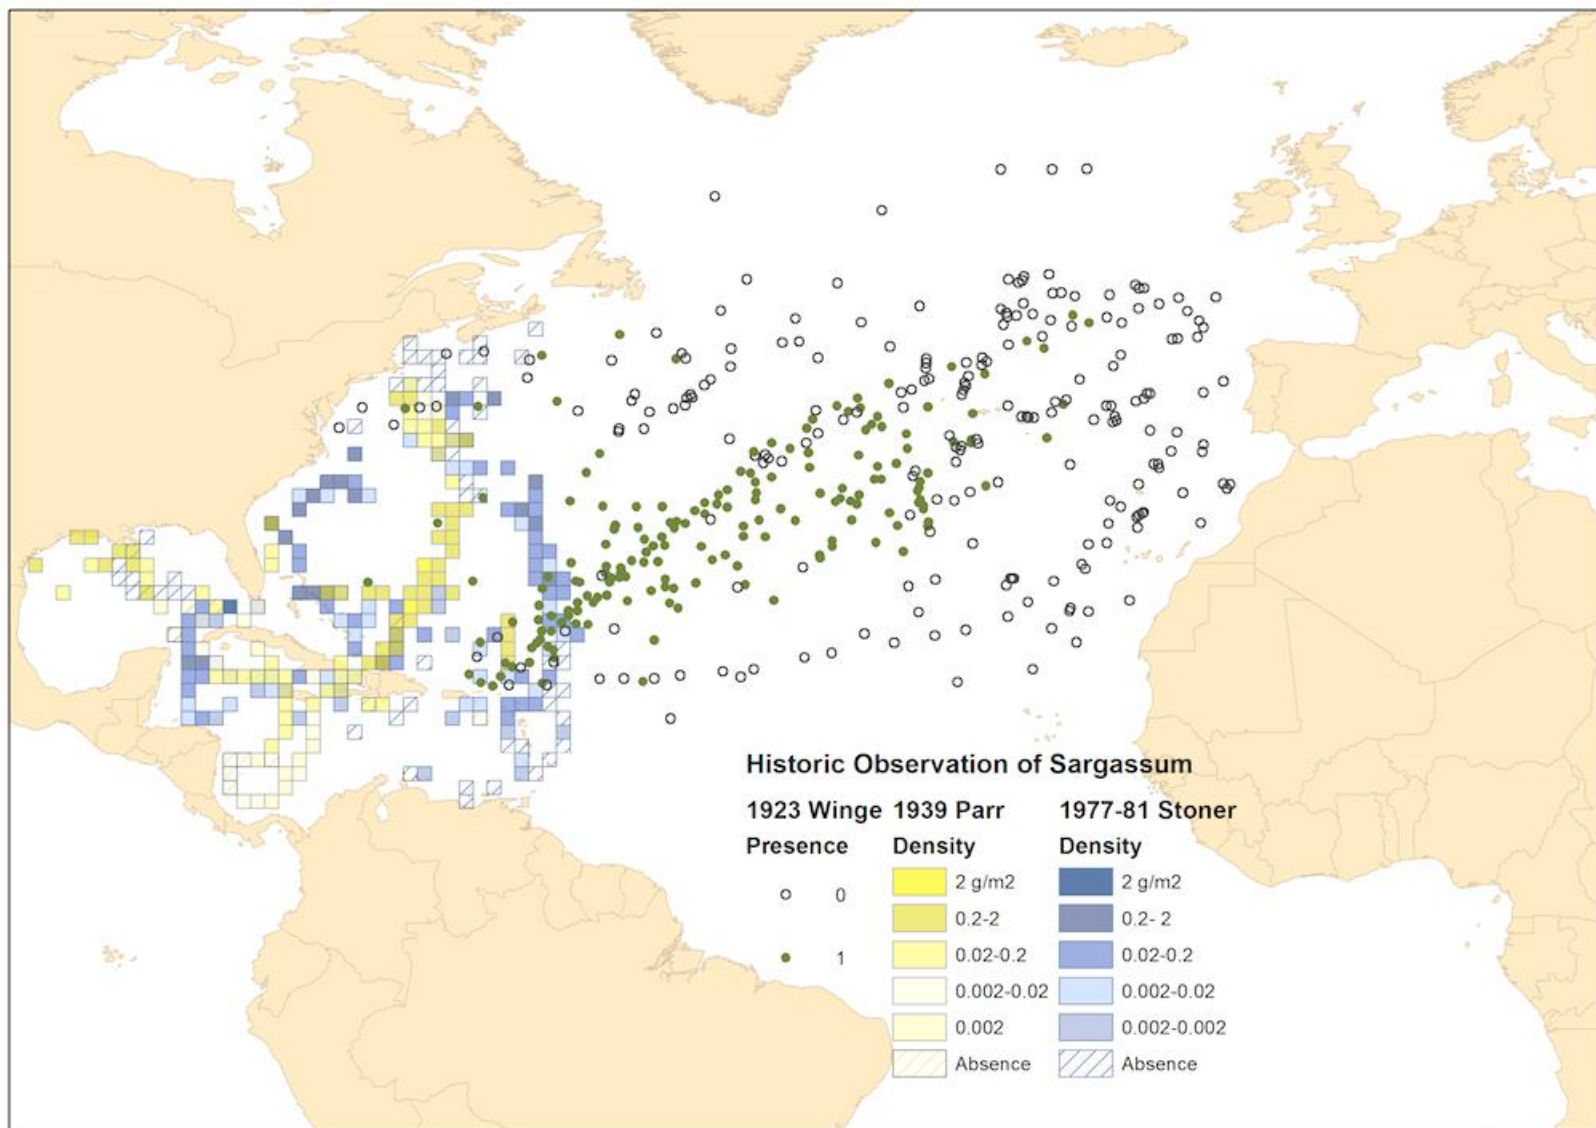 Historic Observation of Sargassum
1923 Winge 1939 Parr 1977-81 Stoner
Presence Density Density
0 2 g/m2 2 g/m2
0.2-2 0.2- 2
1 0.02-0.2 0.02-0.2
0.002-0.02 0.002-0.02
0.002 0.002-0.002
Absence Absence